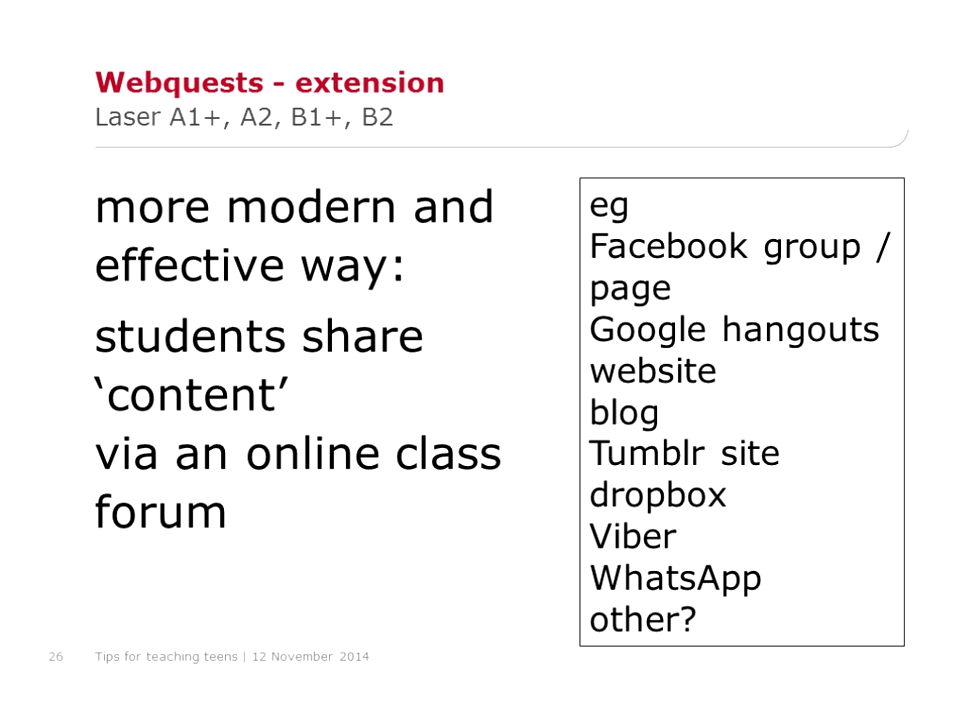 Webquests - extension
Laser A1+, A2, B1+, B2
more modern and
effective way:
students share
‘content’
via an online class
forum
eg
Facebook group /
page
Google hangouts
website
blog
Tumblr site
dropbox
Viber
WhatsApp
other?
26 Tips for teaching teens | 12 November 2014